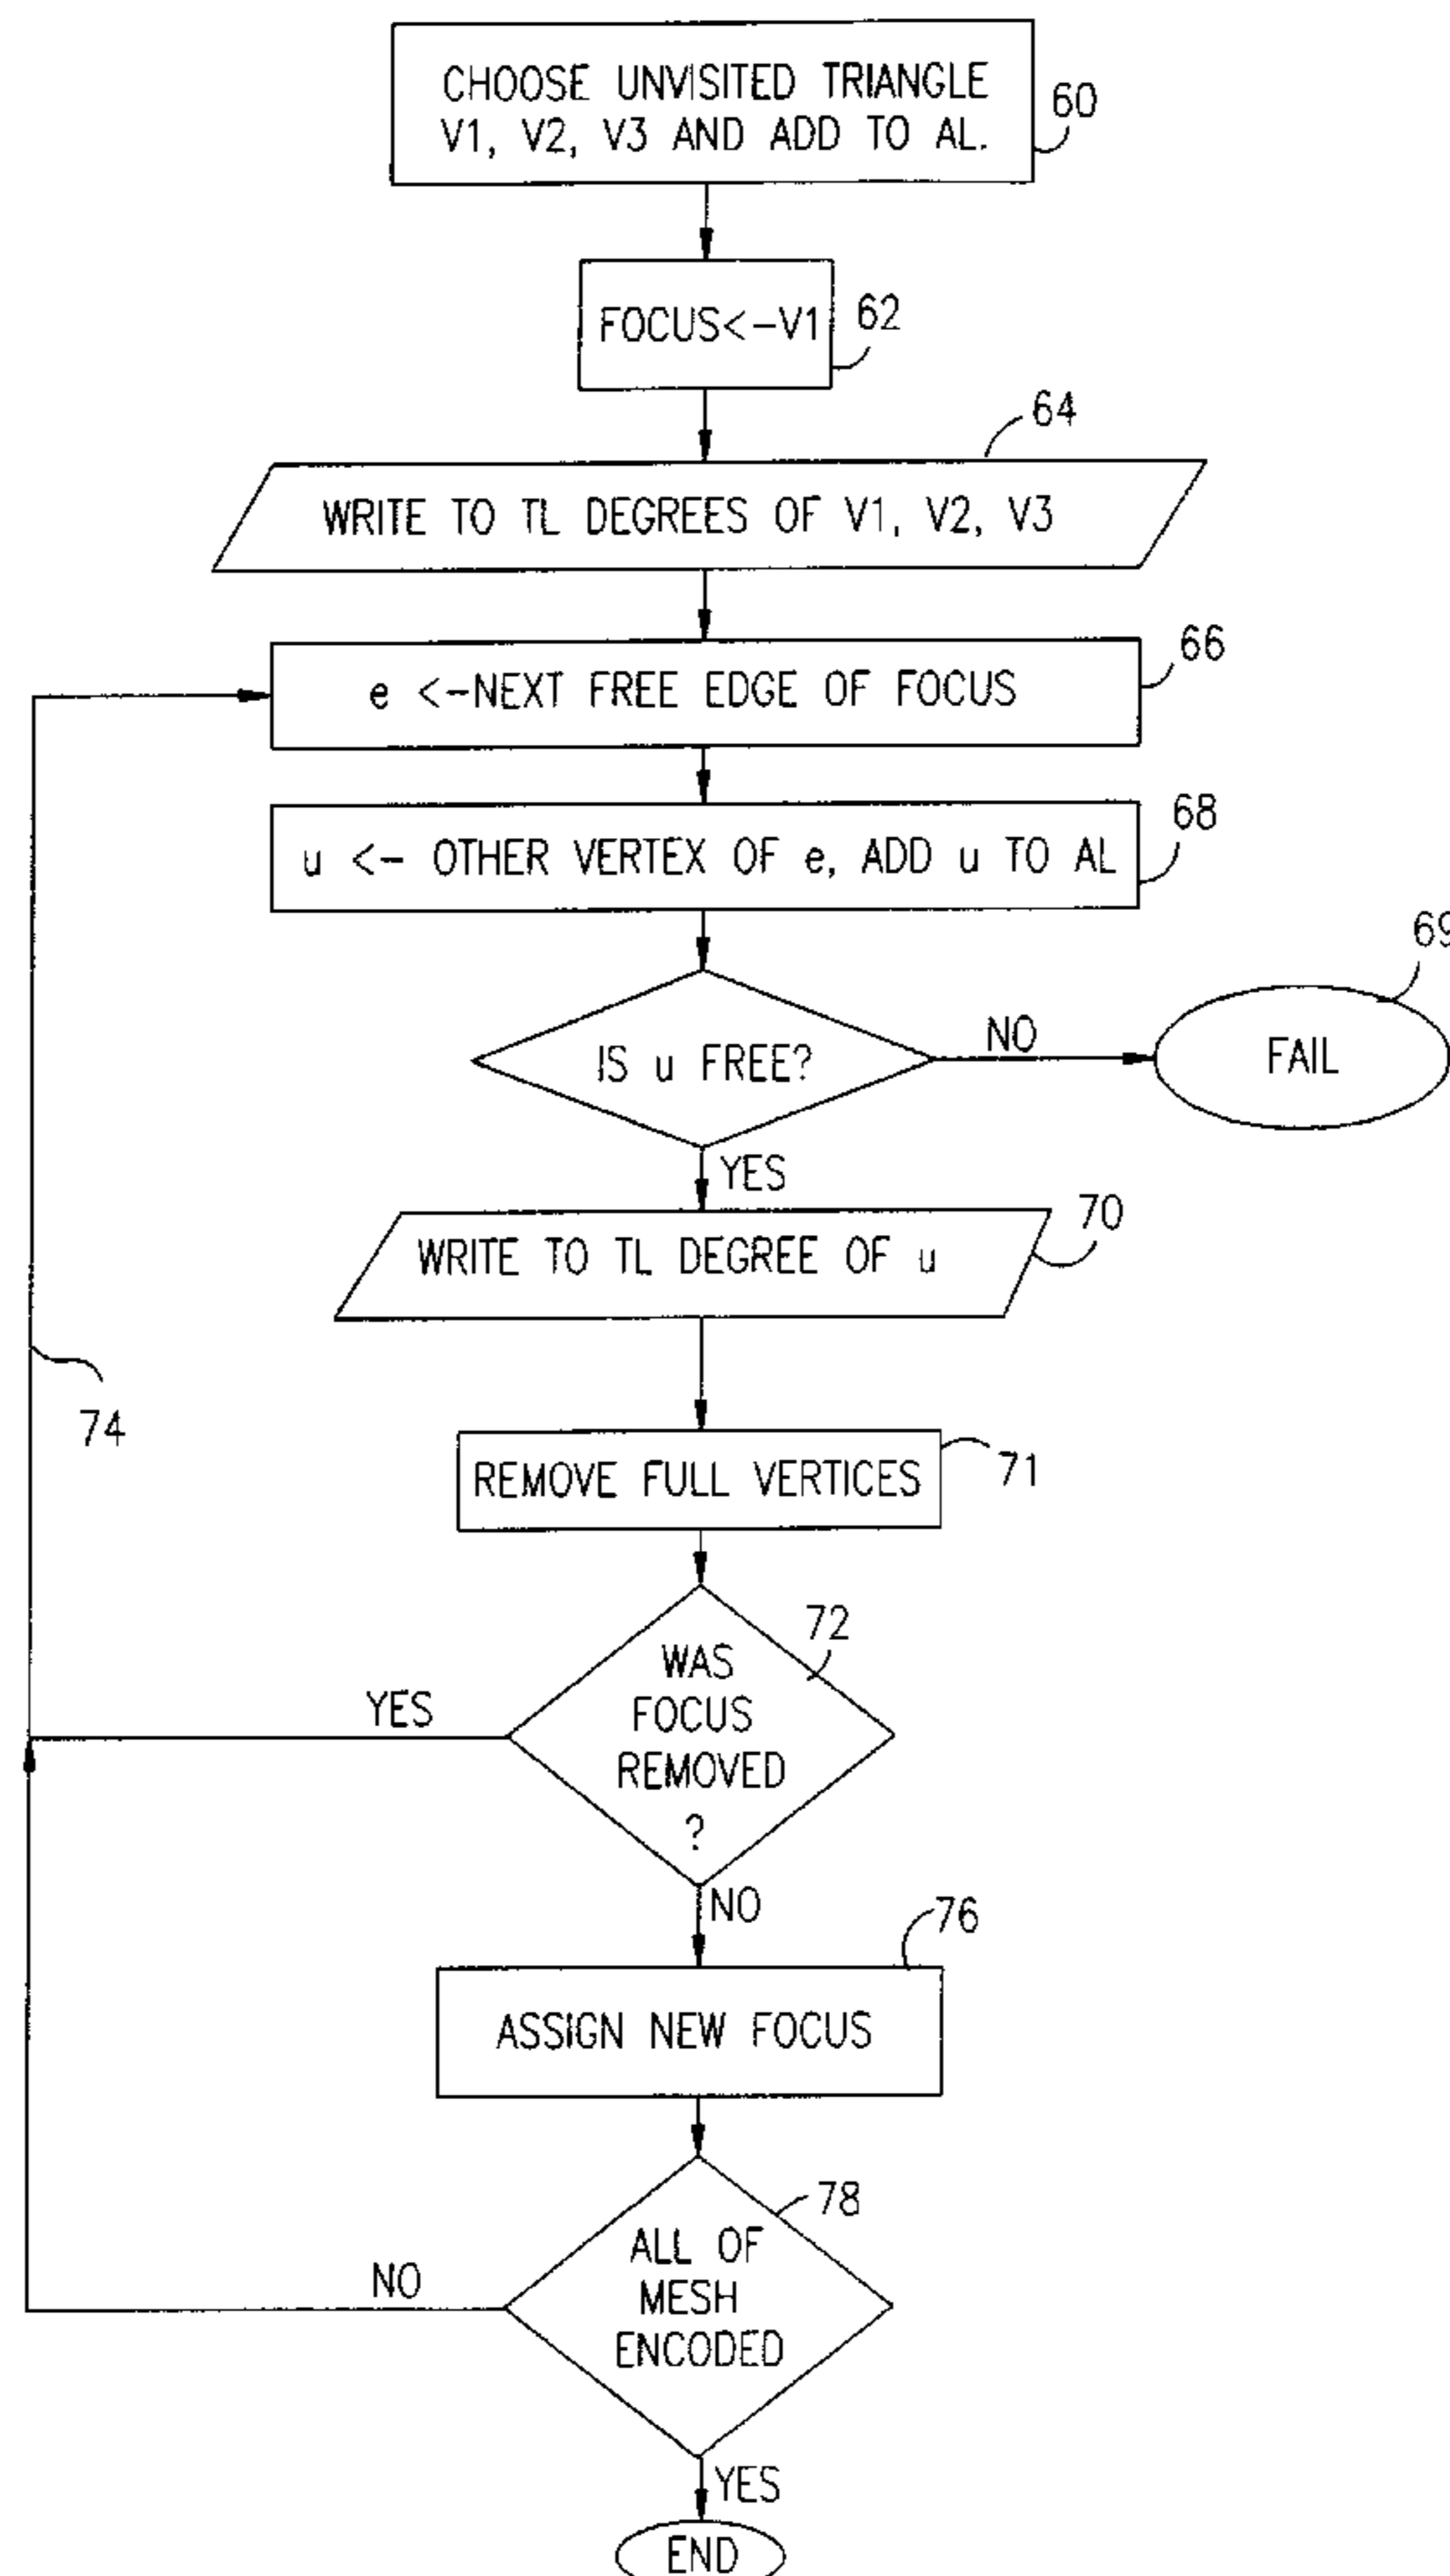 CHOOSE UNVISITED TRIANGLE
V1, V2, V3 AND ADD TO AL.
60
FOCUS<-V1
62
64
WRITE TO TL DEGREES OF V1, V2, V3
66
e <-NEXT FREE EDGE OF FOCUS
68
u <- OTHER VERTEX OF e, ADD u TO AL
69
IS u FREE?
NO
FAIL
YES
70
WRITE TO TL DEGREE OF u
74
REMOVE FULL VERTICES
71
72
WAS
FOCUS
REMOVED
?
YES
NO
76
ASSIGN NEW FOCUS
78
ALL OF
MESH
ENCODED
NO
YES
END